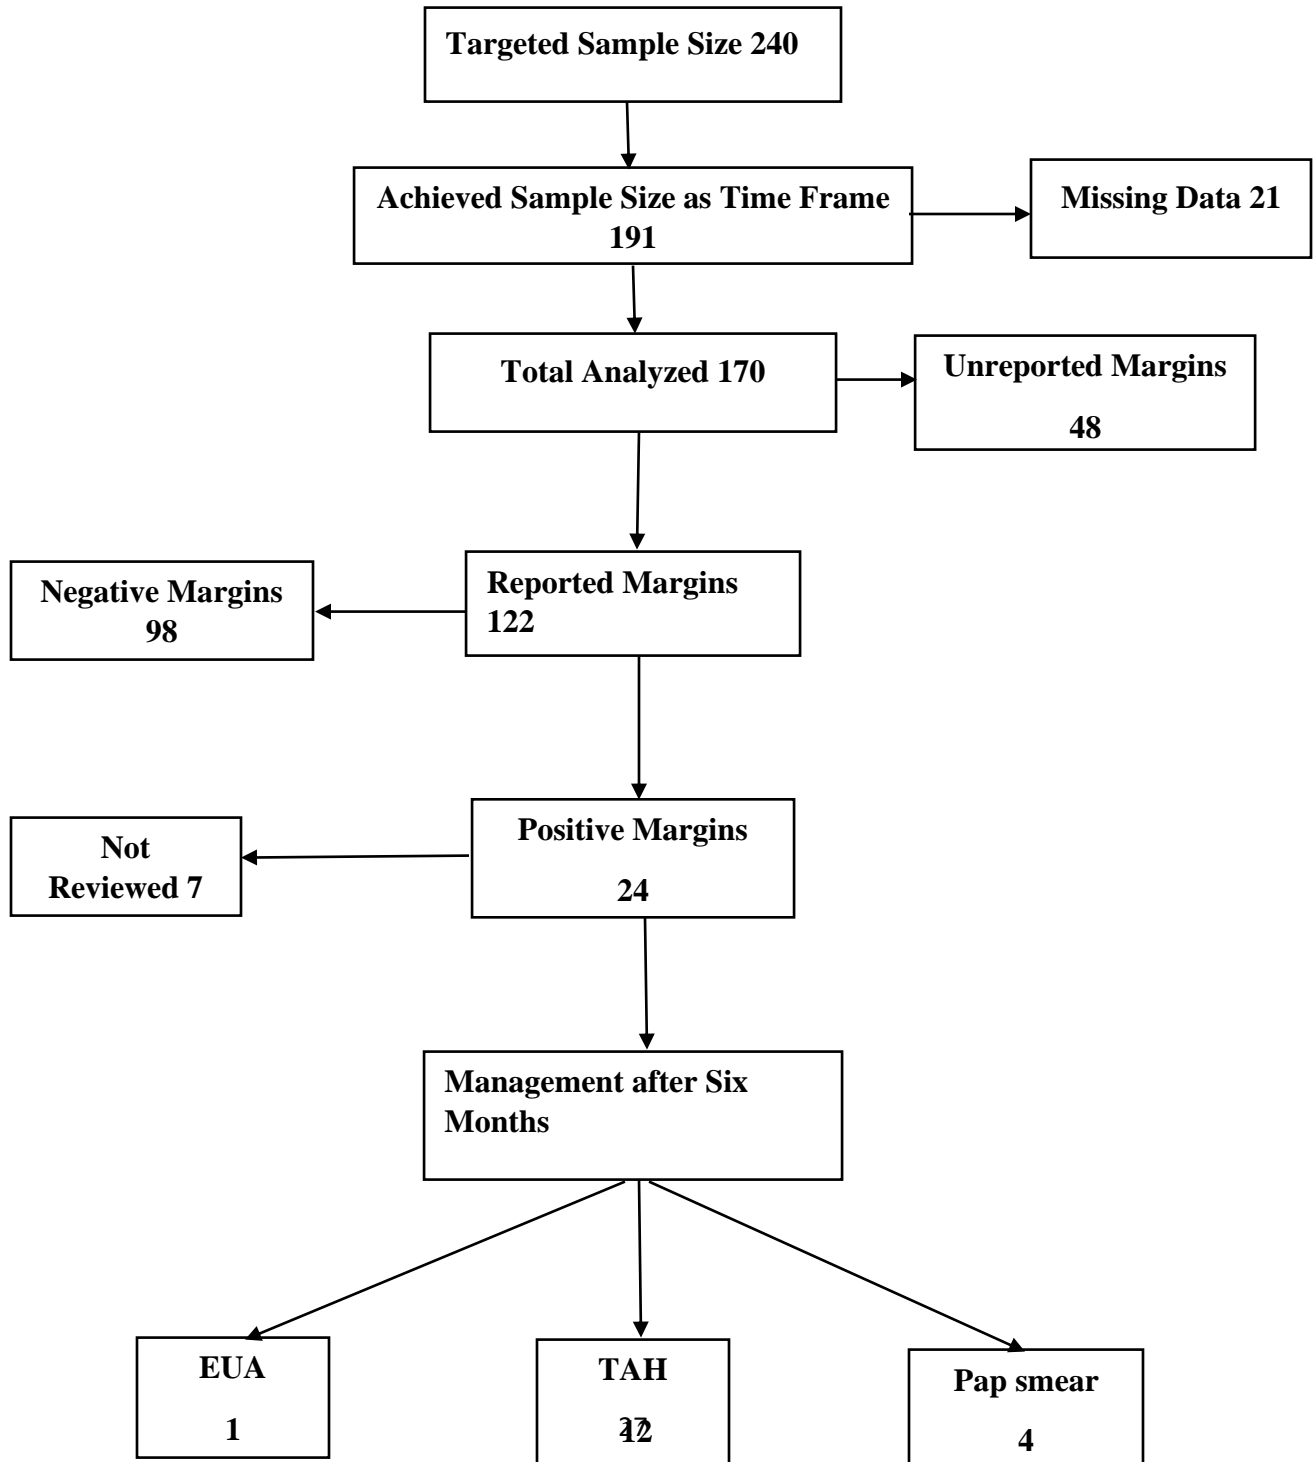 Targeted Sample Size 240
Achieved Sample Size as Time Frame
191
Missing Data 21
Total Analyzed 170
Unreported Margins
48
Negative Margins
98
Reported Margins
122
Not
Reviewed 7
Positive Margins
24
Management after Six
Months
EUA
1
TAH
12
Pap smear
4